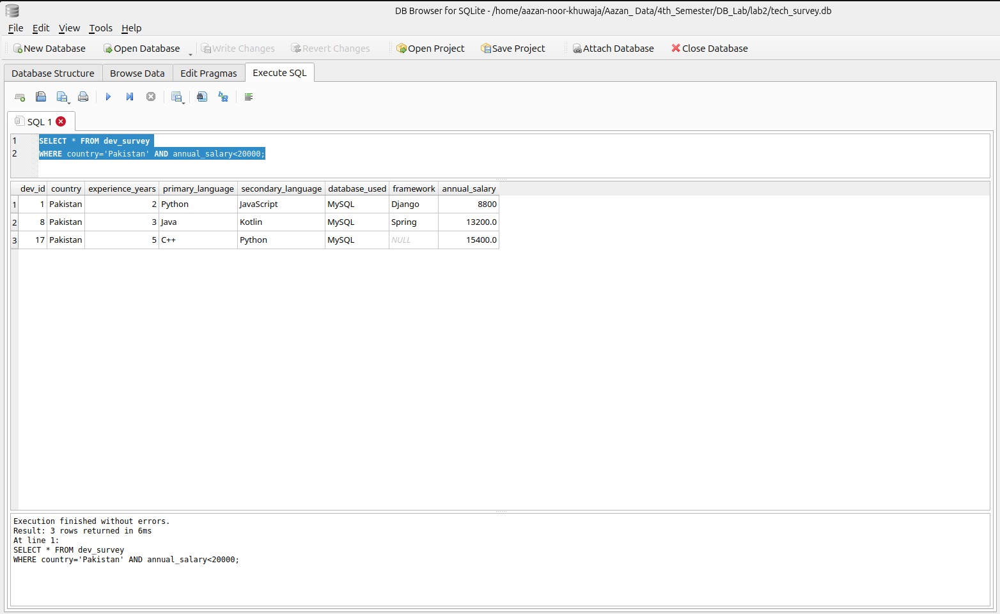 DB Browser for SQLite - /home/aazan-noor-khuwaja/Aazan_ Data/4th_Semester/DB_Lab/lab2/tech_survey.db
File Edit View Tools Help
New Database Open Database Write Changes Revert Changes Open Project Save Project Attach Database Close Database
Database Structure Browse Data Edit Pragmas Execute SQL
SQL 1
1 SELECT * FROM dev_survey
2 WHERE country='Pakistan' AND annual_salary<20000;
dev_id country experience_years primary_language secondary_language database_used framework annual_salary
1 1 Pakistan 2 Python JavaScript MySQL Django 8800
2 8 Pakistan 3 Java Kotlin MySQL Spring 13200.0
3 17 Pakistan 5 C++ Python MySQL NULL 15400.0
Execution finished without errors.
Result: 3 rows returned in 6ms
At line 1:
SELECT * FROM dev_survey
WHERE country='Pakistan' AND annual_salary<20000;